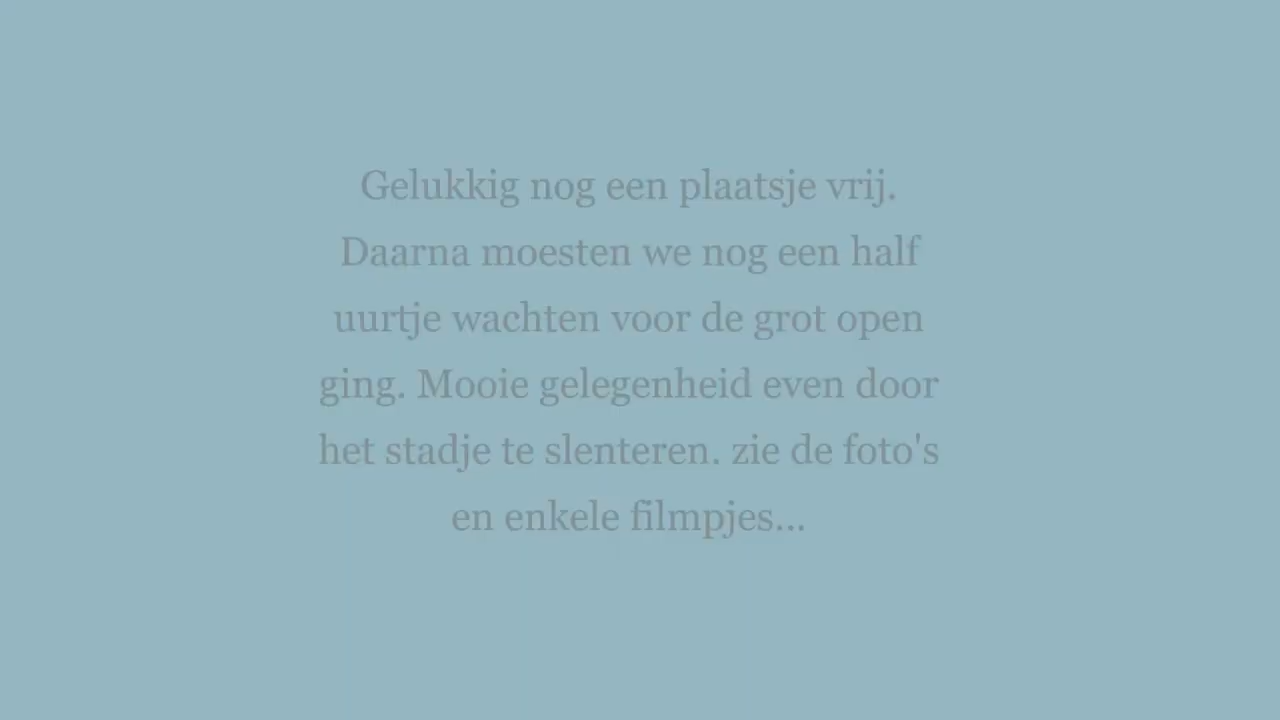 Gelukkig nog een plaatsje vrij.
Daarna moesten we nog een half
uurtje wachten voor de grot open
ging. Mooie gelegenheid even door
het stadje te slenteren. zie de foto's
en enkele filmpjes...